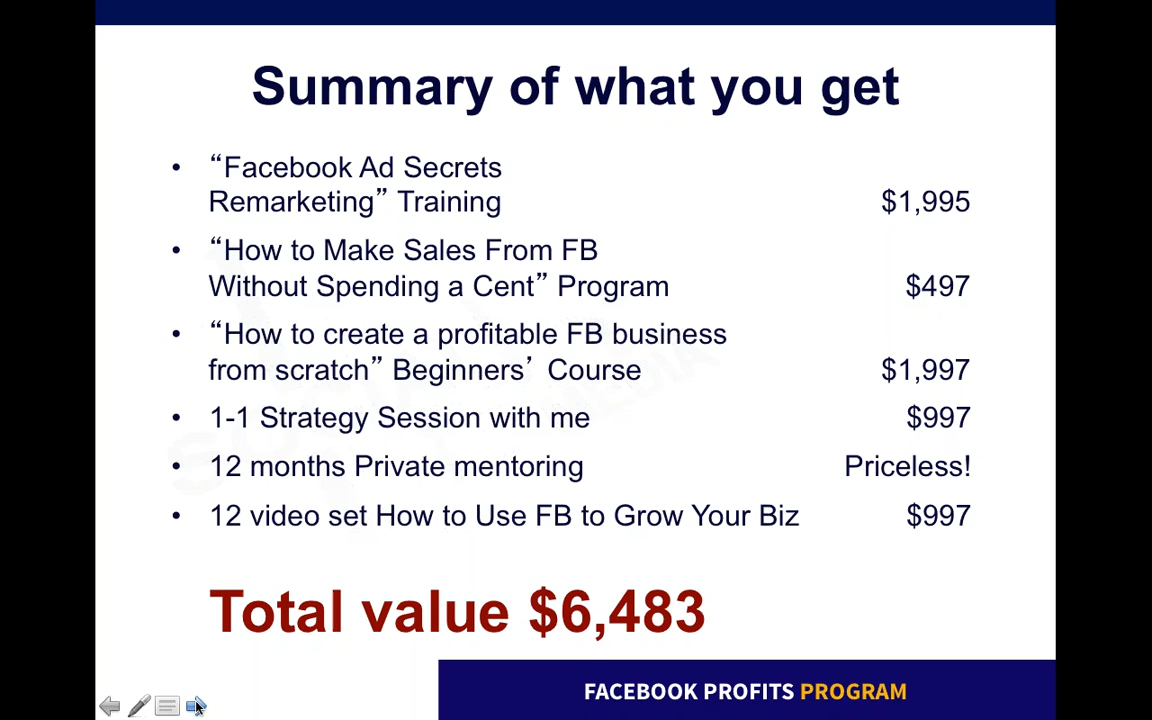 Summary of what you get
• “Facebook Ad Secrets
Remarketing” Training $1,995
• “How to Make Sales From FB
Without Spending a Cent” Program $497
• “How to create a profitable FB business
from scratch” Beginners’ Course $1,997
• 1-1 Strategy Session with me $997
• 12 months Private mentoring Priceless!
• 12 video set How to Use FB to Grow Your Biz $997
Total value $6,483
FACEBOOK PROFITS PROGRAM